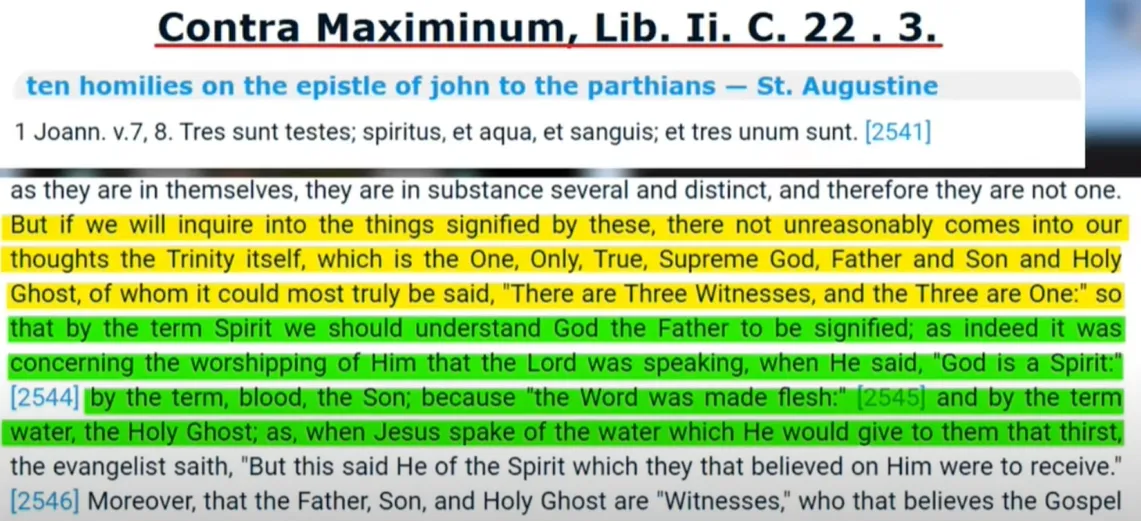 Contra Maximinum, Lib. Ii. C. 22 . 3.
ten homilies on the epistle of john to the parthians — St. Augustine
1 Joann. v.7, 8. Tres sunt testes; spiritus, et aqua, et sanguis; et tres unum sunt. [2541]
as they are in themselves, they are in substance several and distinct, and therefore they are not one.
But if we will inquire into the things signified by these, there not unreasonably comes into our
thoughts the Trinity itself, which is the One, Only, True, Supreme God, Father and Son and Holy
Ghost, of whom it could most truly be said, "There are Three Witnesses, and the Three are One:" so
that by the term Spirit we should understand God the Father to be signified; as indeed it was
concerning the worshipping of Him that the Lord was speaking, when He said, "God is a Spirit:"
[2544] by the term, blood, the Son; because "the Word was made flesh:" [2545] and by the term
water, the Holy Ghost; as, when Jesus spake of the water which He would give to them that thirst,
the evangelist saith, "But this said He of the Spirit which they that believed on Him were to receive."
[2546] Moreover, that the Father, Son, and Holy Ghost are "Witnesses," who that believes the Gospel